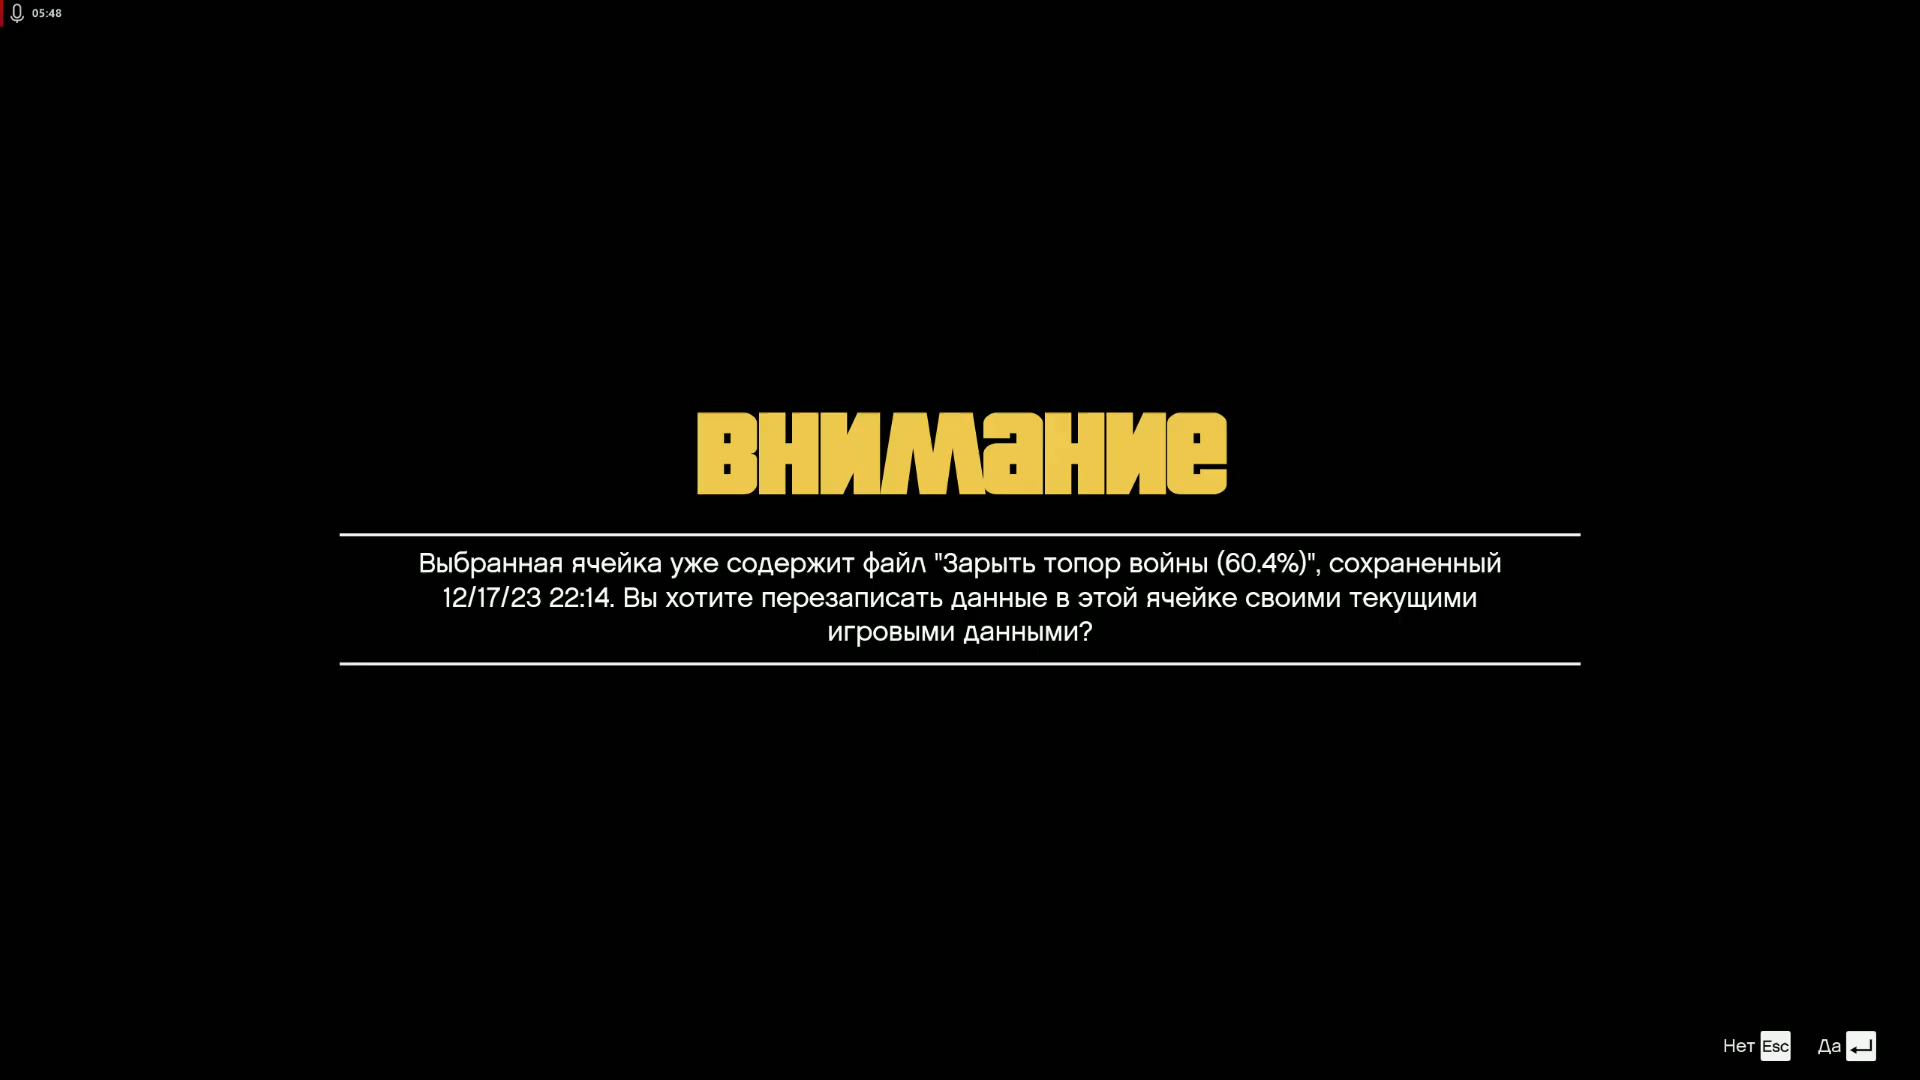 05:48
внимание
Выбранная ячейка уже содержит файл "Зарыть топор войны (60.4%)", сохраненный
12/17/23 22:14. Вы хотите перезаписать данные в этой ячейке своими текущими
игровыми данными?
Нет Esc Да